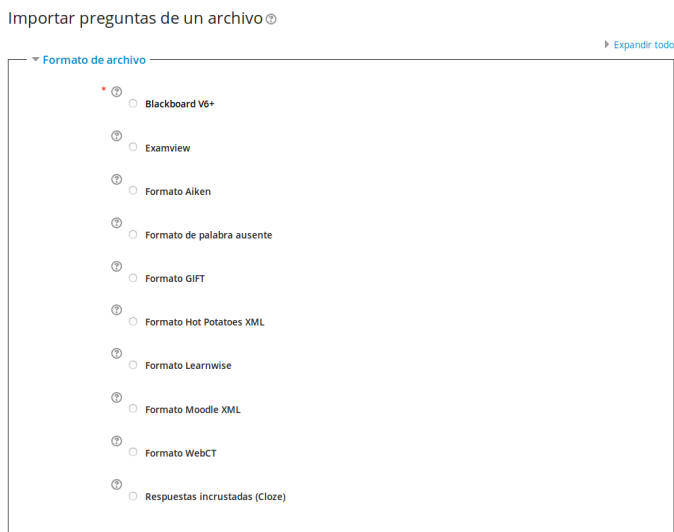 Importar preguntas de un archivo
Expandir todo
Formato de archivo
*
Blackboard V6+
Examview
Formato Aiken
Formato de palabra ausente
Formato GIFT
Formato Hot Potatoes XML
Formato Learnwise
Formato Moodle XML
Formato WebCT
Respuestas incrustadas (Cloze)